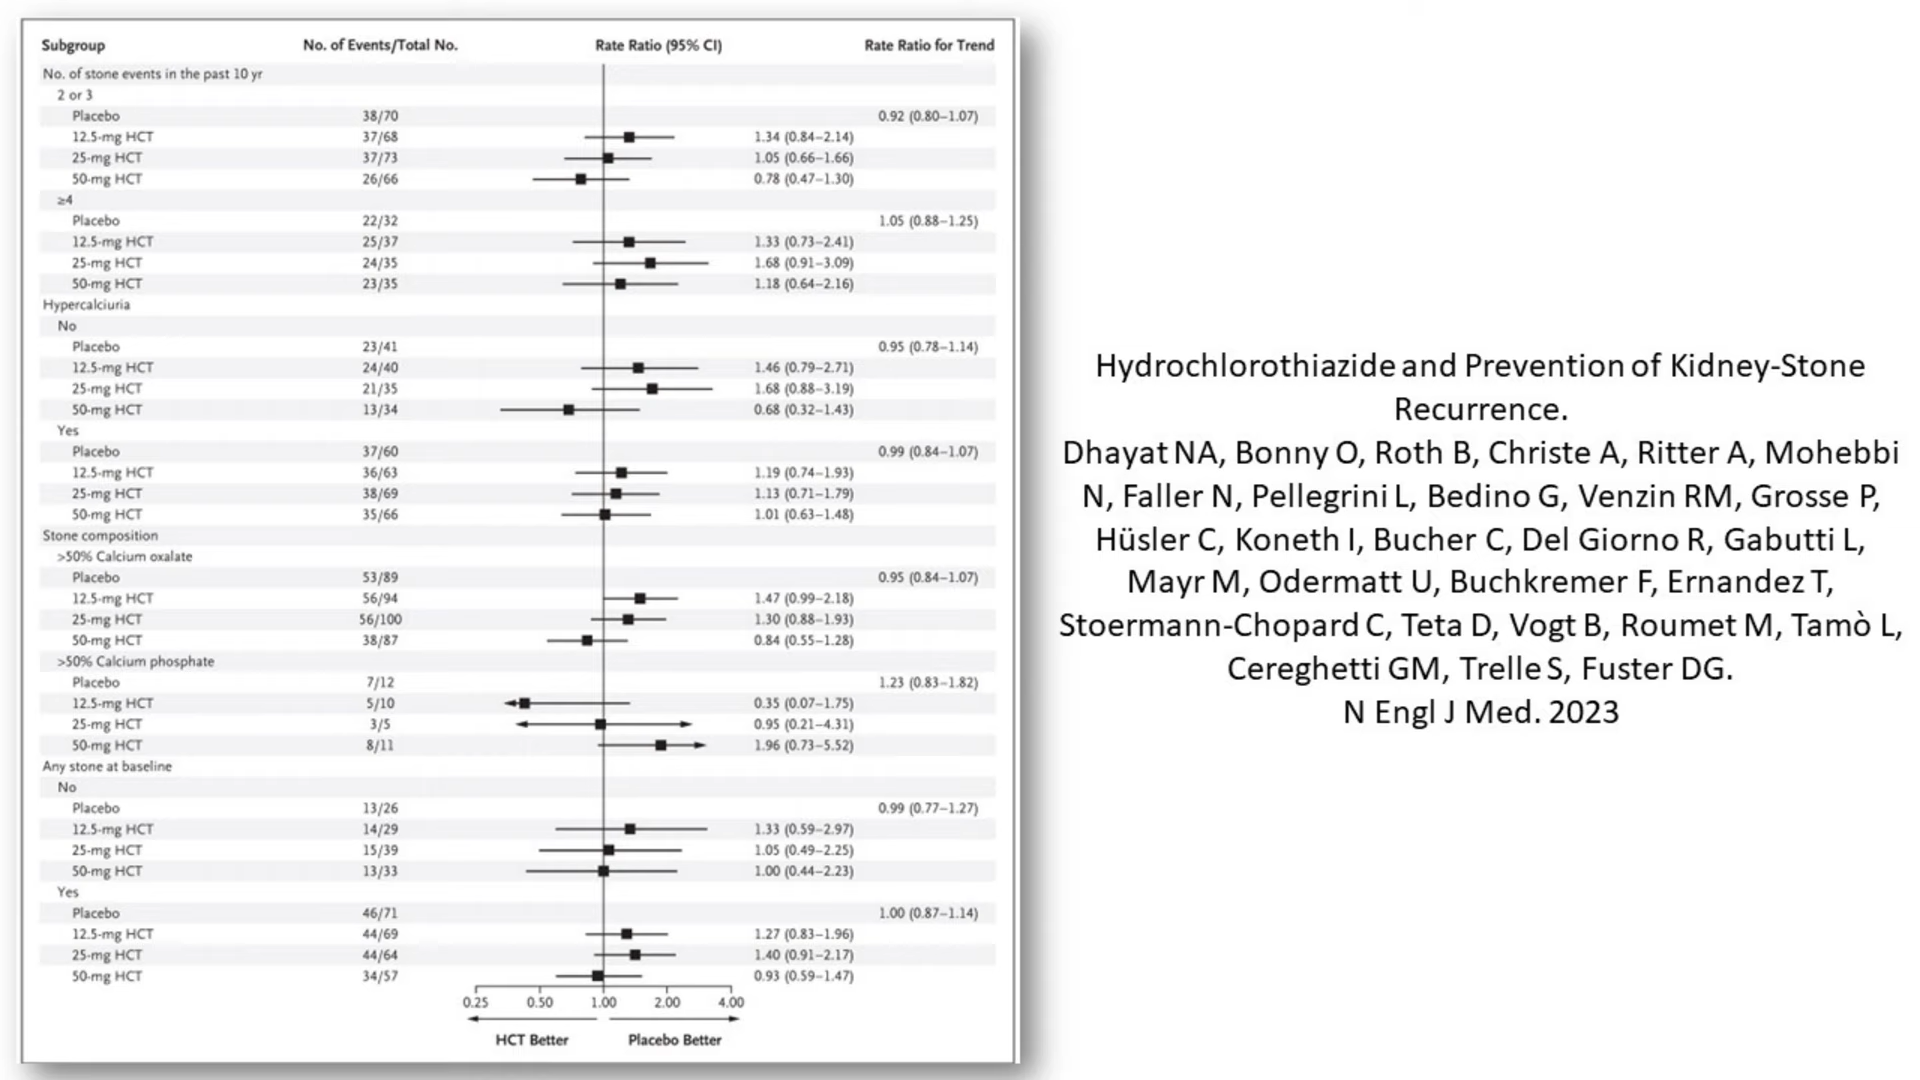 Subgroup No. of Events/Total No. Rate Ratio (95% CI) Rate Ratio for Trend
No. of stone events in the past 10 yr
2 or 3
Placebo 38/70 0.92 (0.80–1.07)
12.5-mg HCT 37/68 1.34 (0.84–2.14)
25-mg HCT 37/73 1.05 (0.66–1.66)
50-mg HCT 26/66 0.78 (0.47–1.30)
≥4
Placebo 22/32 1.05 (0.88–1.25)
12.5-mg HCT 25/37 1.33 (0.73–2.41)
25-mg HCT 24/35 1.68 (0.91–3.09)
50-mg HCT 23/35 1.18 (0.64–2.16)
Hypercalciuria
No
Placebo 23/41 0.95 (0.78–1.14)
12.5-mg HCT 24/40 1.46 (0.79–2.71)
25-mg HCT 21/35 1.68 (0.88–3.19)
50-mg HCT 13/34 0.68 (0.32–1.43)
Yes
Placebo 37/60 0.99 (0.84–1.07)
12.5-mg HCT 36/63 1.19 (0.74–1.93)
25-mg HCT 38/69 1.13 (0.71–1.79)
50-mg HCT 35/66 1.01 (0.63–1.48)
Stone composition
>50% Calcium oxalate
Placebo 53/89 0.95 (0.84–1.07)
12.5-mg HCT 56/94 1.47 (0.99–2.18)
25-mg HCT 56/100 1.30 (0.88–1.93)
50-mg HCT 38/87 0.84 (0.55–1.28)
>50% Calcium phosphate
Placebo 7/12 1.23 (0.83–1.82)
12.5-mg HCT 5/10 0.35 (0.07–1.75)
25-mg HCT 3/5 0.95 (0.21–4.31)
50-mg HCT 8/11 1.96 (0.73–5.52)
Any stone at baseline
No
Placebo 13/26 0.99 (0.77–1.27)
12.5-mg HCT 14/29 1.33 (0.59–2.97)
25-mg HCT 15/39 1.05 (0.49–2.25)
50-mg HCT 13/33 1.00 (0.44–2.23)
Yes
Placebo 46/71 1.00 (0.87–1.14)
12.5-mg HCT 44/69 1.27 (0.83–1.96)
25-mg HCT 44/64 1.40 (0.91–2.17)
50-mg HCT 34/57 0.93 (0.59–1.47)
0.25 0.50 1.00 2.00 4.00
HCT Better Placebo Better
Hydrochlorothiazide and Prevention of Kidney-Stone
Recurrence.
Dhayat NA, Bonny O, Roth B, Christe A, Ritter A, Mohebbi
N, Faller N, Pellegrini L, Bedino G, Venzin RM, Grosse P,
Hüsler C, Koneth I, Bucher C, Del Giorno R, Gabutti L,
Mayr M, Odermatt U, Buchkremer F, Ernandez T,
Stoermann-Chopard C, Teta D, Vogt B, Roumet M, Tamò L,
Cereghetti GM, Trelle S, Fuster DG.
N Engl J Med. 2023